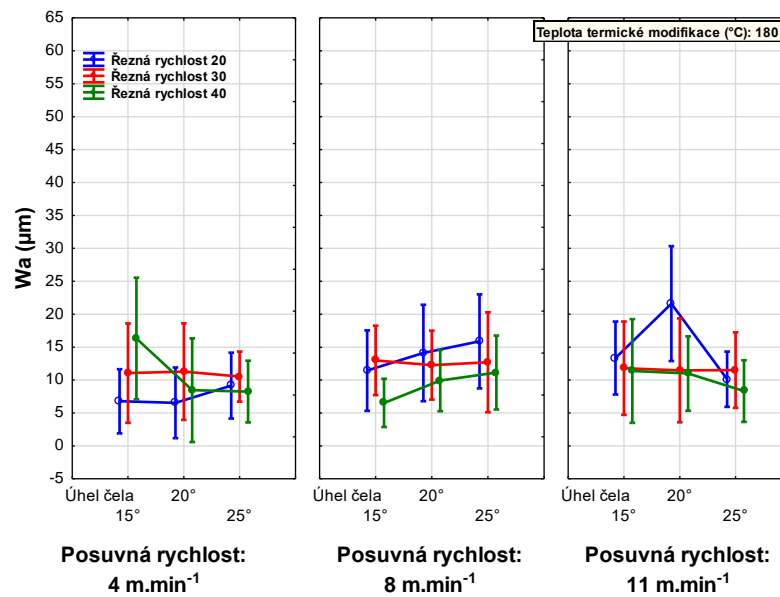 Teplota termické modifikace (°C): 180
Řezná rychlost 20
Řezná rychlost 30
Řezná rychlost 40
Wa (µm)
65
60
55
50
45
40
35
30
25
20
15
10
5
0
-5
Úhel čela 20°
15° 25°
Úhel čela 20°
15° 25°
Úhel čela 20°
15° 25°
Posuvná rychlost:
4 m.min⁻¹
Posuvná rychlost:
8 m.min⁻¹
Posuvná rychlost:
11 m.min⁻¹